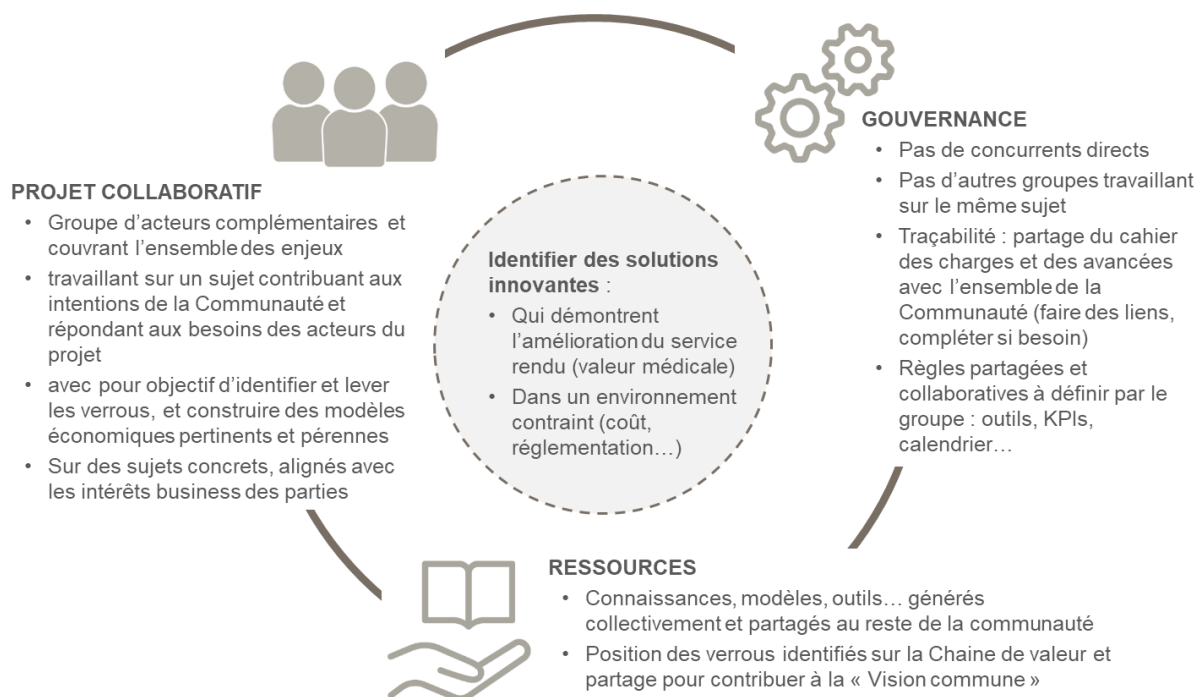 PROJET COLLABORATIF
• Groupe d'acteurs complémentaires et
couvrant l'ensemble des enjeux
• travaillant sur un sujet contribuant aux
intentions de la Communauté et
répondant aux besoins des acteurs du
projet
• avec pour objectif d'identifier et lever
les verrous, et construire des modèles
économiques pertinents et pérennes
• Sur des sujets concrets, alignés avec
les intérêts business des parties
Identifier des solutions
innovantes :
• Qui démontrent
l'amélioration du service
rendu (valeur médicale)
• Dans un environnement
contraint (coût,
réglementation…)
GOUVERNANCE
• Pas de concurrents directs
• Pas d'autres groupes travaillant
sur le même sujet
• Traçabilité : partage du cahier
des charges et des avancées
avec l'ensemble de la
Communauté (faire des liens,
compléter si besoin)
• Règles partagées et
collaboratives à définir par le
groupe : outils, KPIs,
calendrier…
RESSOURCES
• Connaissances, modèles, outils… générés
collectivement et partagés au reste de la communauté
• Position des verrous identifiés sur la Chaine de valeur et
partage pour contribuer à la « Vision commune »